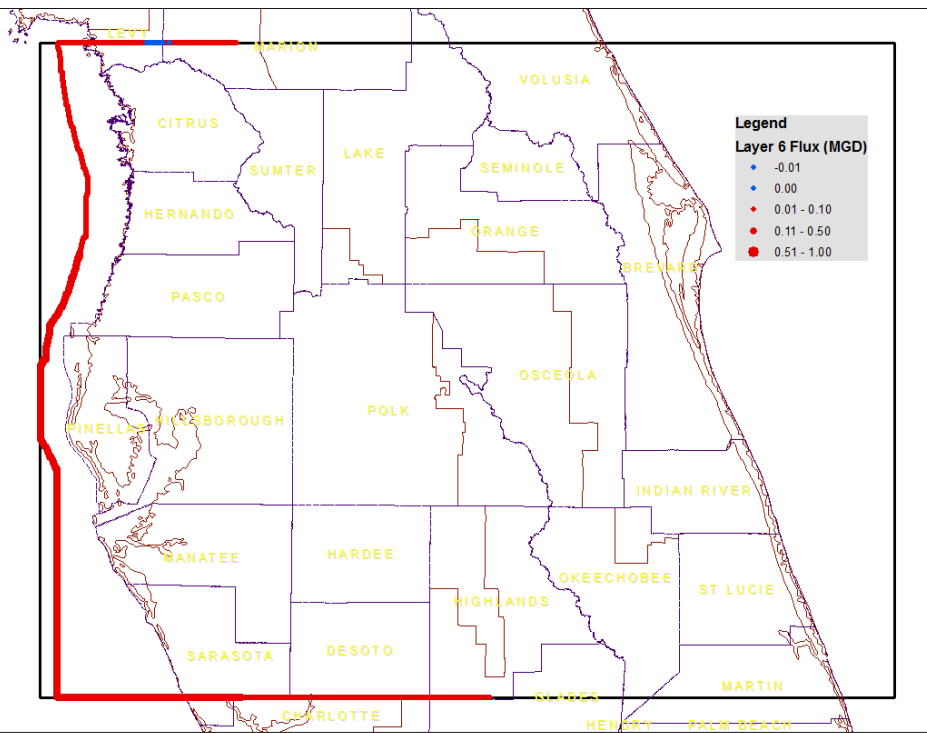 LEVY
MARION
VOLUSIA
CITRUS
LAKE
SUMTER
SEMINOLE
HERNANDO
ORANGE
BREVARD
PASCO
OSCEOLA
POLK
PINELLAS
HILLSBOROUGH
INDIAN RIVER
MANATEE
HARDEE
OKEECHOBEE
ST LUCIE
HIGHLANDS
SARASOTA
DESOTO
MARTIN
GLADES
CHARLOTTE
HENDRY
PALM BEACH
Legend
Layer 6 Flux (MGD)
-0.01
0.00
0.01 - 0.10
0.11 - 0.50
0.51 - 1.00